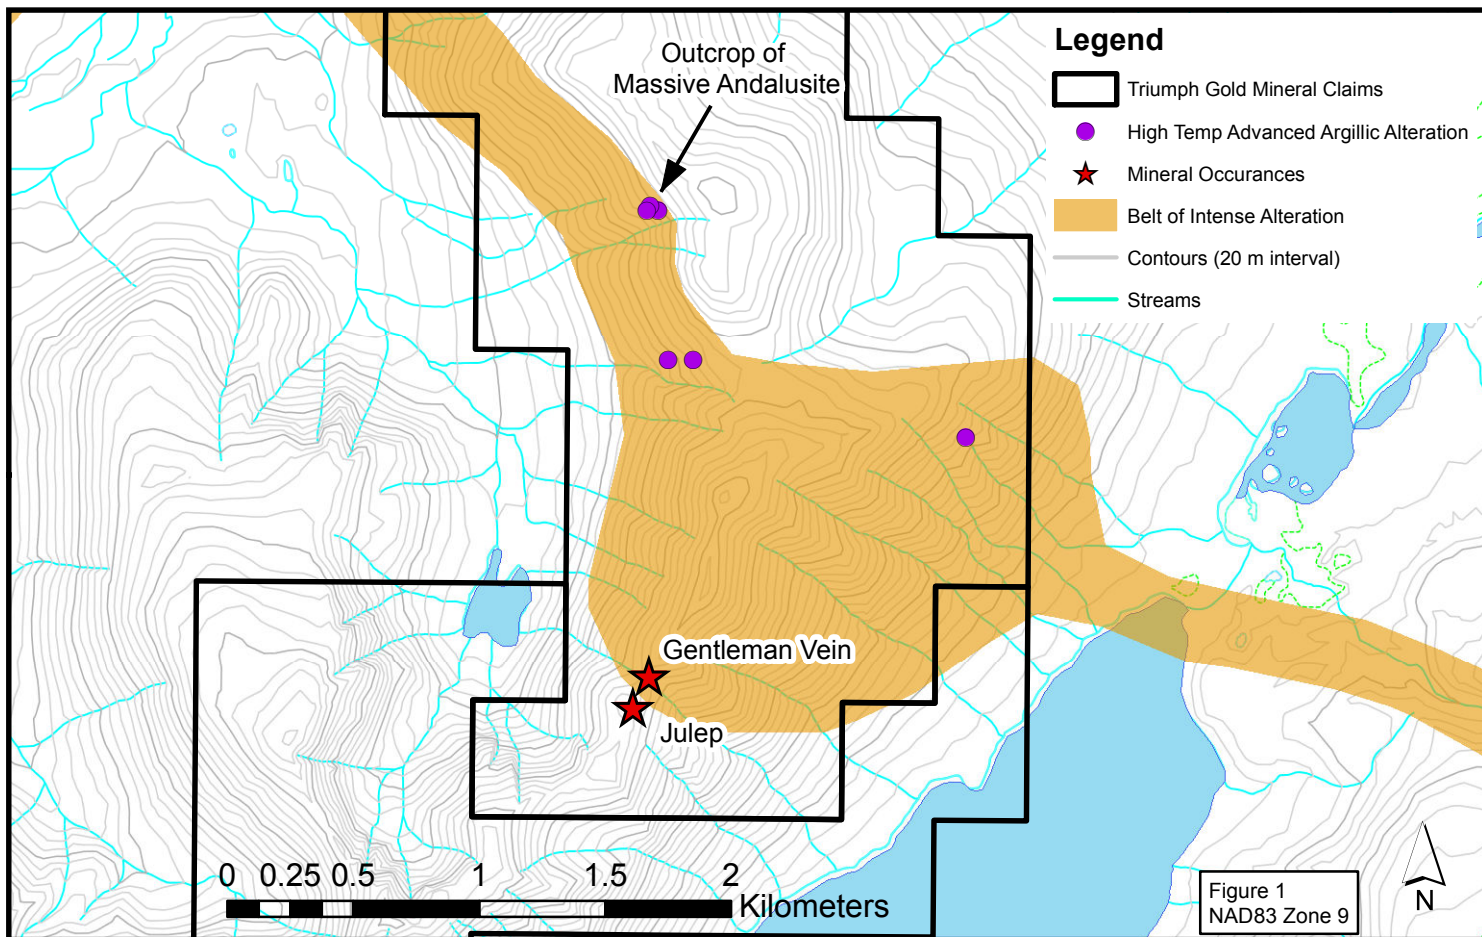 Outcrop of
Massive Andalusite
Legend
Triumph Gold Mineral Claims
High Temp Advanced Argillic Alteration
Mineral Occurances
Belt of Intense Alteration
Contours (20 m interval)
Streams
Gentleman Vein
Julep
0 0.25 0.5 1 1.5 2
Kilometers
Figure 1
NAD83 Zone 9
N